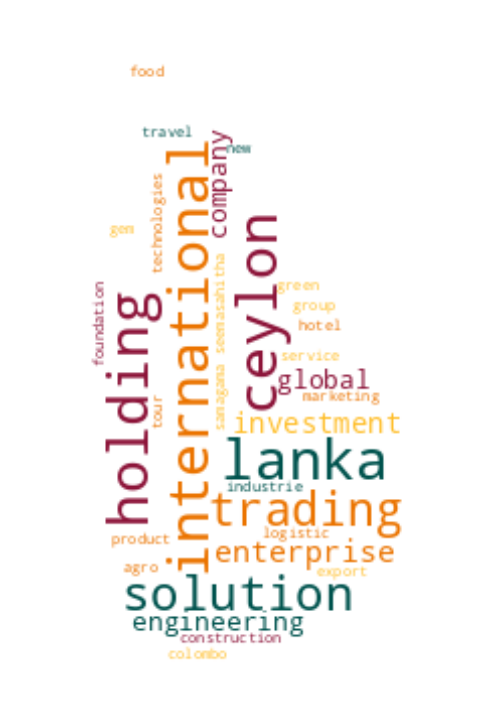 food
travel
new
company
international
technologies
gem
ceylon
samagama seemasahitha
foundation
holding
green
group
hotel
service
global
marketing
tour
investment
lanka
industrie
trading
logistic
product
enterprise
agro
export
solution
engineering
construction
colombo